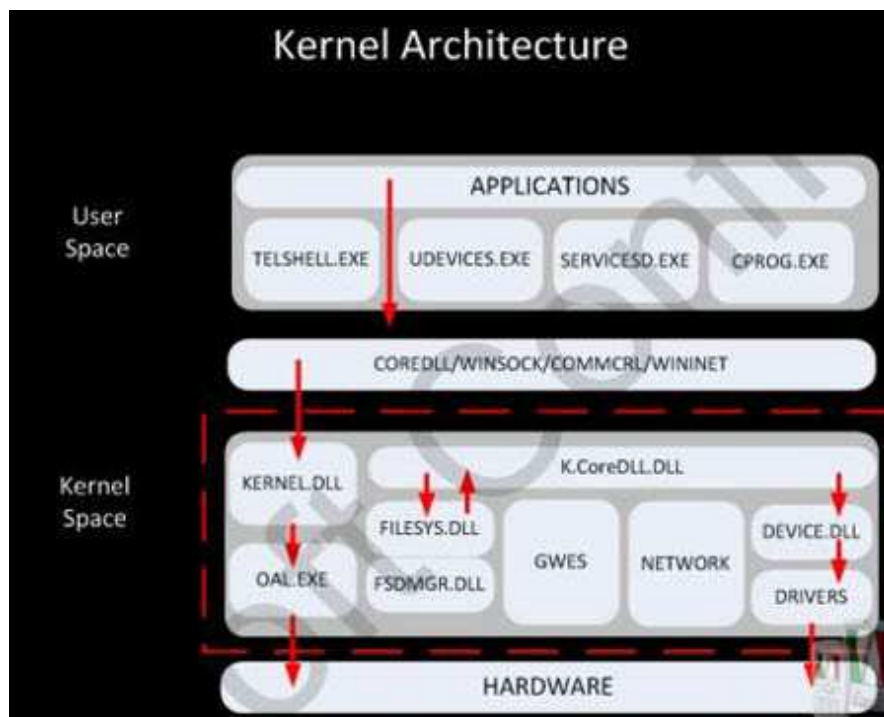 Kernel Architecture
User
Space
APPLICATIONS
TELSHELL.EXE
UDEVICES.EXE
SERVICESD.EXE
CPROG.EXE
COREDLL/WINSOCK/COMMCRL/WININET
Kernel
Space
KERNEL.DLL
K.CoreDLL.DLL
FILESYS.DLL
GWES
NETWORK
DEVICE.DLL
OAL.EXE
FSDMGR.DLL
DRIVERS
HARDWARE